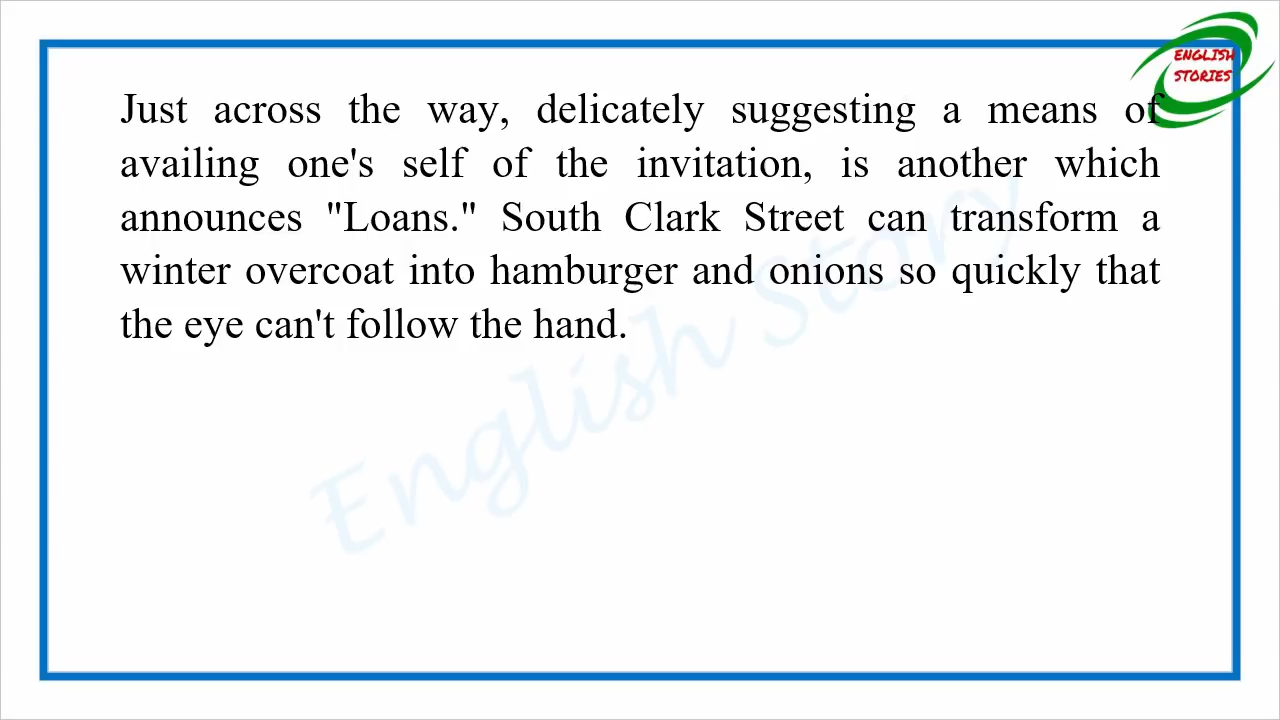 ENGLISH
STORIES
Just across the way, delicately suggesting a means of
availing one's self of the invitation, is another which
announces "Loans." South Clark Street can transform a
winter overcoat into hamburger and onions so quickly that
the eye can't follow the hand.
English Story